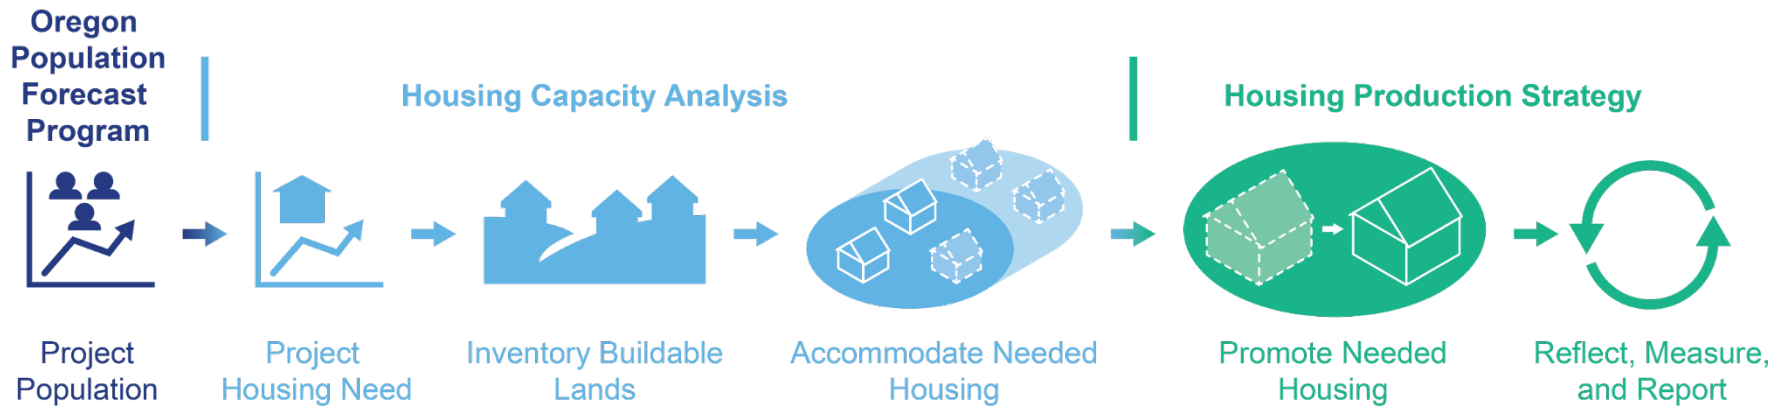 Oregon
Population
Forecast
Program
Housing Capacity Analysis
Housing Production Strategy
Project
Population
Project
Housing Need
Inventory Buildable
Lands
Accommodate Needed
Housing
Promote Needed
Housing
Reflect, Measure,
and Report